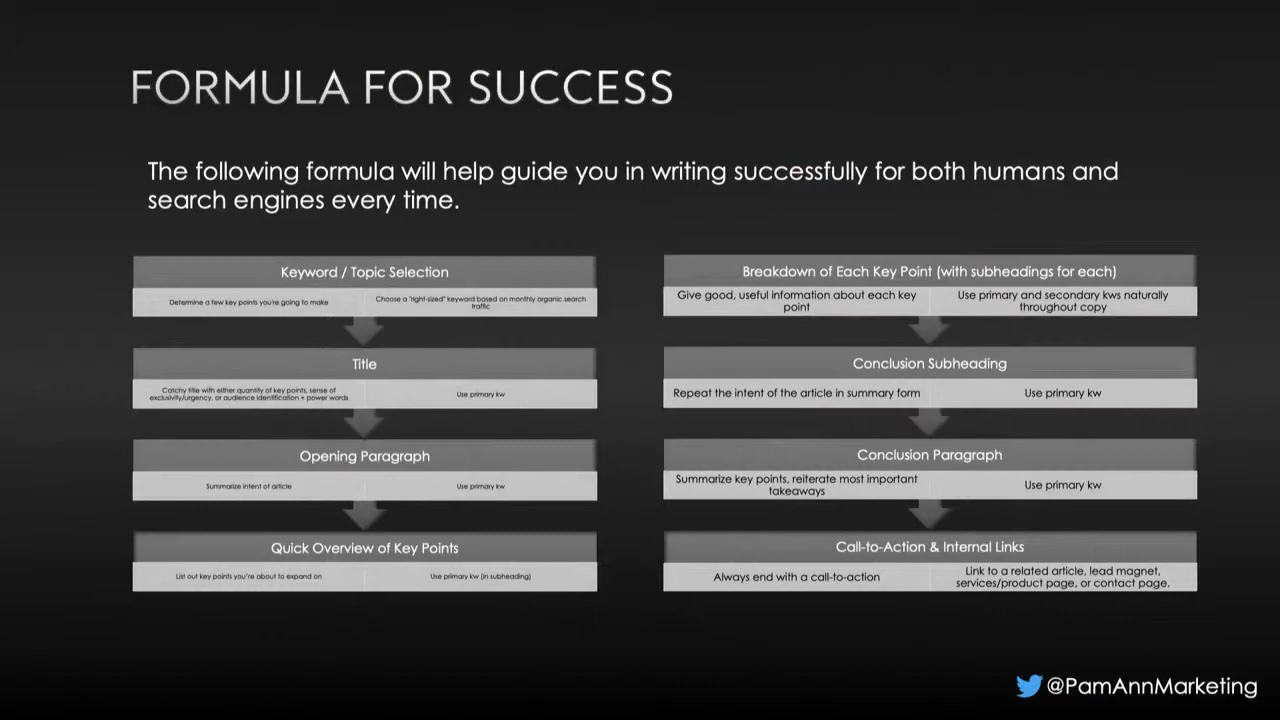 FORMULA FOR SUCCESS
The following formula will help guide you in writing successfully for both humans and
search engines every time.
Keyword / Topic Selection
Determine a few key points you're going to make
Choose a "right-sized" keyword based on monthly organic search
traffic
Title
Catchy title with either quantity of key points, sense of
exclusivity/urgency, or audience identification + power words
Use primary kw
Opening Paragraph
Summarize intent of article
Use primary kw
Quick Overview of Key Points
List out key points you're about to expand on
Use primary kw (in subheading)
Breakdown of Each Key Point (with subheadings for each)
Give good, useful information about each key
point
Use primary and secondary kws naturally
throughout copy
Conclusion Subheading
Repeat the intent of the article in summary form
Use primary kw
Conclusion Paragraph
Summarize key points, reiterate most important
takeaways
Use primary kw
Call-to-Action & Internal Links
Always end with a call-to-action
Link to a related article, lead magnet,
services/product page, or contact page.
@PamAnnMarketing